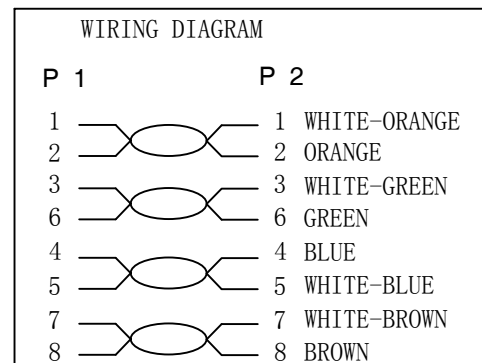 WIRING DIAGRAM
P 1 P 2
1 1 WHITE-ORANGE
2 2 ORANGE
3 3 WHITE-GREEN
6 6 GREEN
4 4 BLUE
5 5 WHITE-BLUE
7 7 WHITE-BROWN
8 8 BROWN